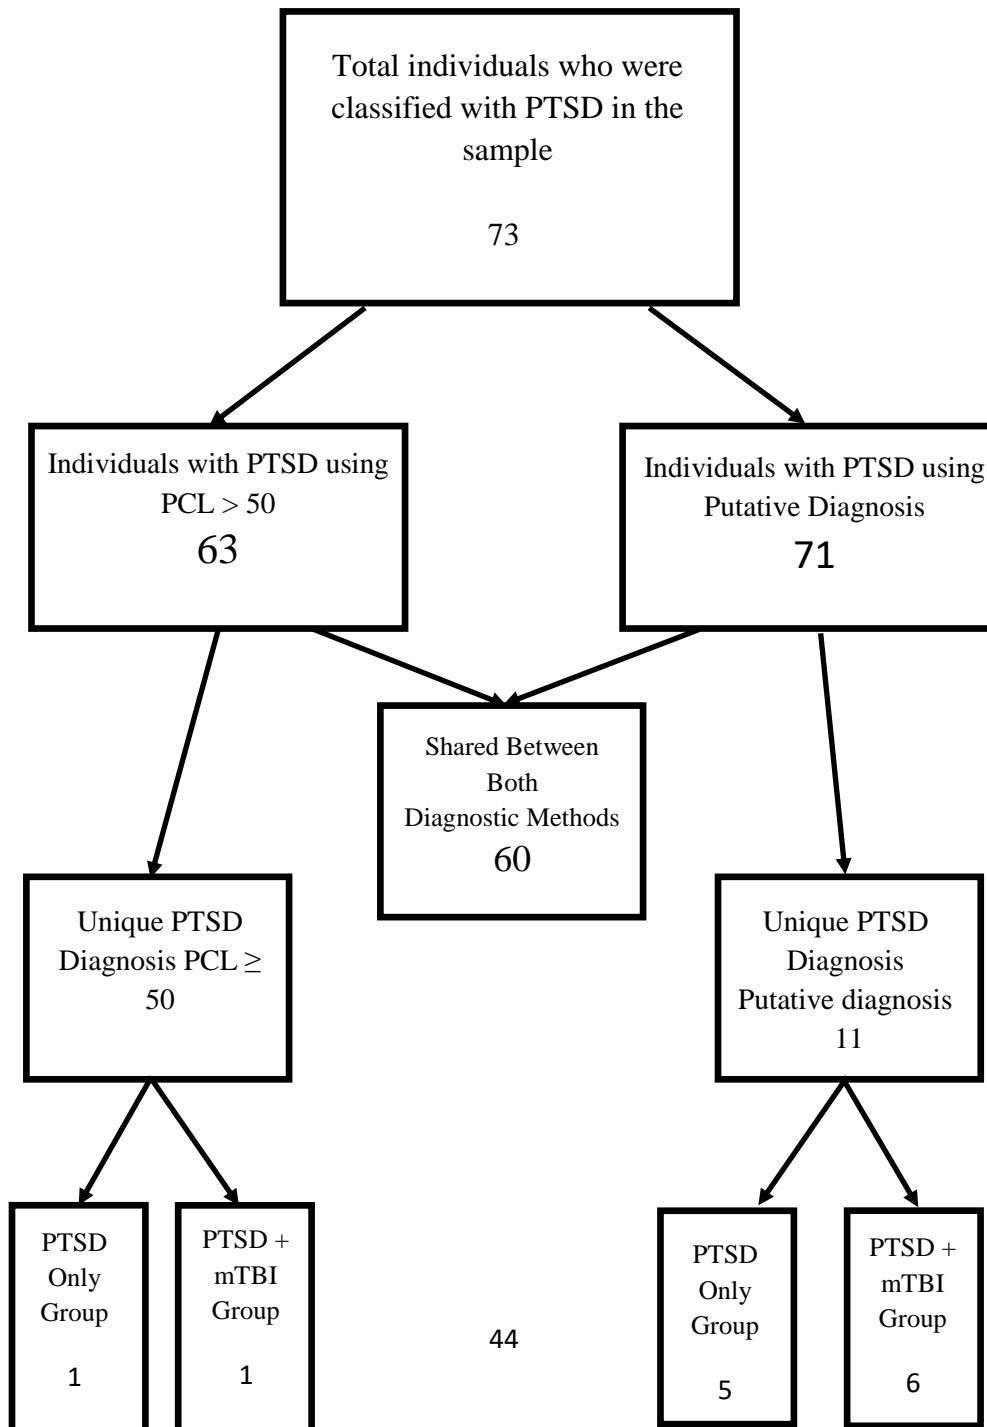 Total individuals who were
classified with PTSD in the
sample
73
Individuals with PTSD using
PCL > 50
63
Individuals with PTSD using
Putative Diagnosis
71
Shared Between
Both
Diagnostic Methods
60
Unique PTSD
Diagnosis PCL ≥
50
Unique PTSD
Diagnosis
Putative diagnosis
11
PTSD
Only
Group
1
PTSD +
mTBI
Group
1
44
PTSD
Only
Group
5
PTSD +
mTBI
Group
6